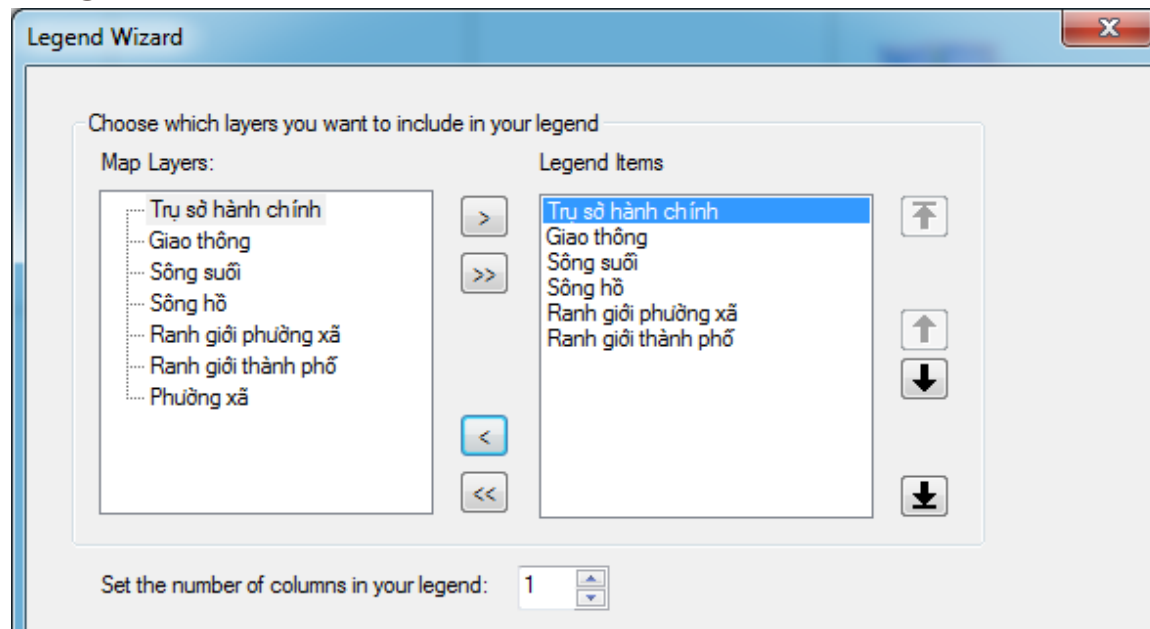 Legend Wizard
X
Choose which layers you want to include in your legend
Map Layers:
Legend Items
Trụ sở hành chính
Giao thông
Sông suối
Sông hồ
Ranh giới phường xã
Ranh giới thành phố
Phường xã
>
>>
<
<<
Trụ sở hành chính
Giao thông
Sông suối
Sông hồ
Ranh giới phường xã
Ranh giới thành phố
Set the number of columns in your legend: 1